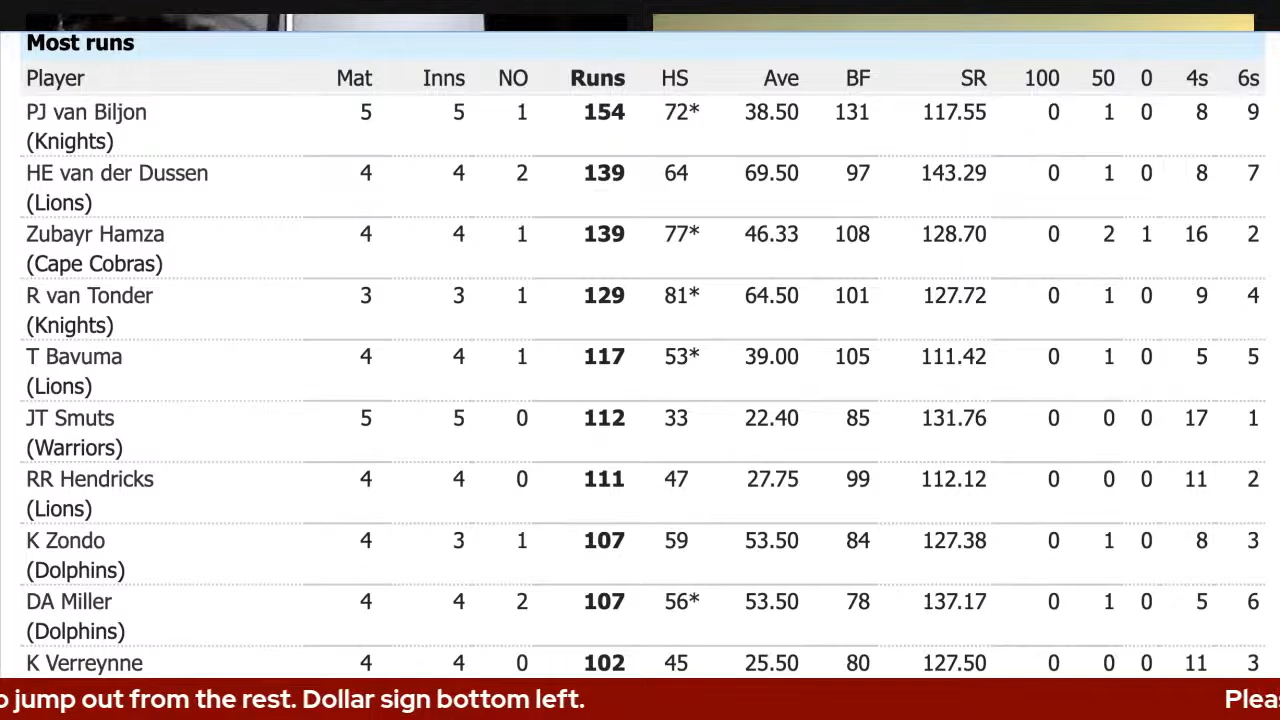 Most runs
Player Mat Inns NO Runs HS Ave BF SR 100 50 0 4s 6s
PJ van Biljon 5 5 1 154 72* 38.50 131 117.55 0 1 0 8 9
(Knights)
HE van der Dussen 4 4 2 139 64 69.50 97 143.29 0 1 0 8 7
(Lions)
Zubayr Hamza 4 4 1 139 77* 46.33 108 128.70 0 2 1 16 2
(Cape Cobras)
R van Tonder 3 3 1 129 81* 64.50 101 127.72 0 1 0 9 4
(Knights)
T Bavuma 4 4 1 117 53* 39.00 105 111.42 0 1 0 5 5
(Lions)
JT Smuts 5 5 0 112 33 22.40 85 131.76 0 0 0 17 1
(Warriors)
RR Hendricks 4 4 0 111 47 27.75 99 112.12 0 0 0 11 2
(Lions)
K Zondo 4 3 1 107 59 53.50 84 127.38 0 1 0 8 3
(Dolphins)
DA Miller 4 4 2 107 56* 53.50 78 137.17 0 1 0 5 6
(Dolphins)
K Verreynne 4 4 0 102 45 25.50 80 127.50 0 0 0 11 3
jump out from the rest. Dollar sign bottom left.